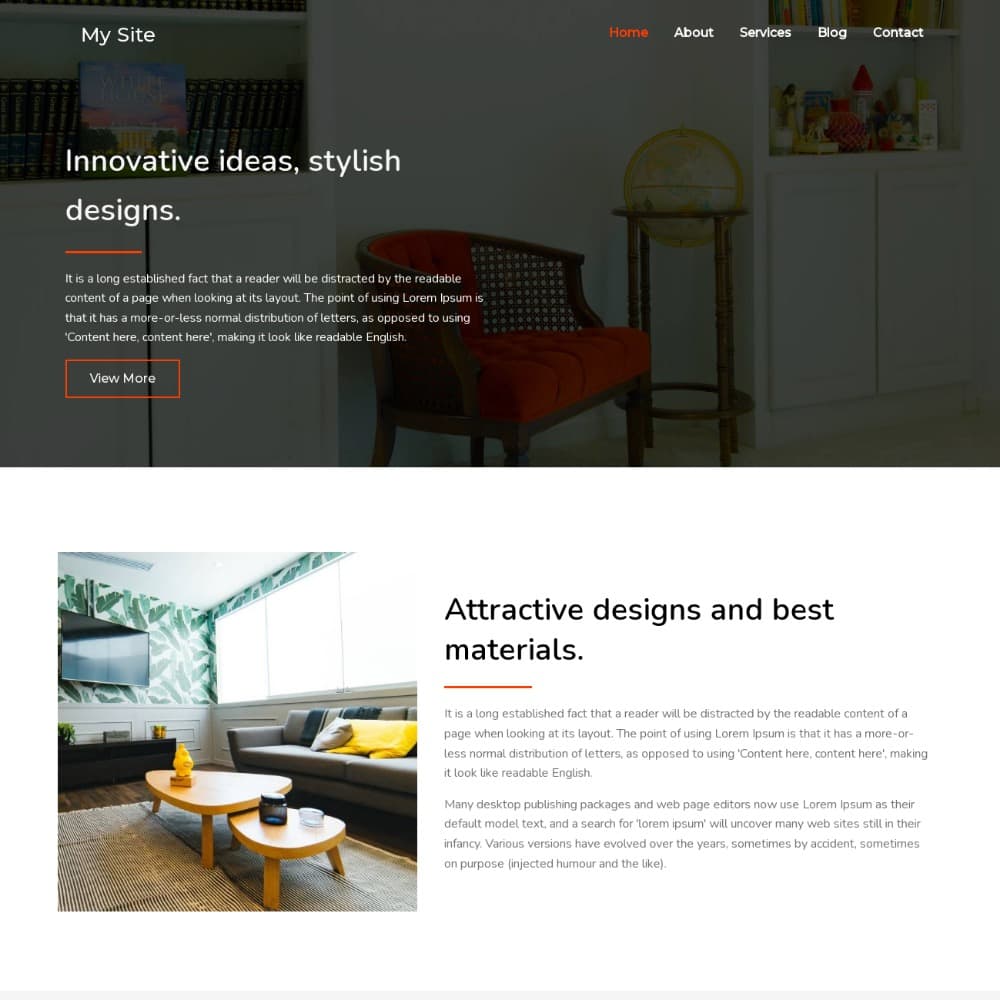 My Site
Home About Services Blog Contact
WHITE HOUSE
Innovative ideas, stylish
designs.
It is a long established fact that a reader will be distracted by the readable
content of a page when looking at its layout. The point of using Lorem Ipsum is
that it has a more-or-less normal distribution of letters, as opposed to using
'Content here, content here', making it look like readable English.
View More
Attractive designs and best
materials.
It is a long established fact that a reader will be distracted by the readable content of a
page when looking at its layout. The point of using Lorem Ipsum is that it has a more-or-
less normal distribution of letters, as opposed to using 'Content here, content here', making
it look like readable English.
Many desktop publishing packages and web page editors now use Lorem Ipsum as their
default model text, and a search for 'lorem ipsum' will uncover many web sites still in their
infancy. Various versions have evolved over the years, sometimes by accident, sometimes
on purpose (injected humour and the like).